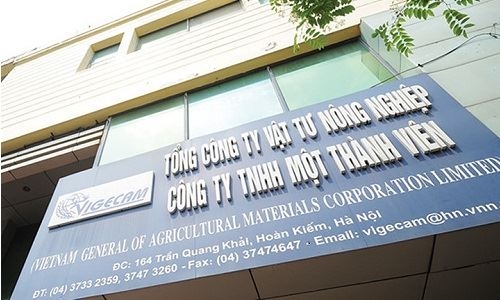 VIGECAM
TỔNG CÔNG TY VẬT TƯ NÔNG NGHIỆP
CÔNG TY TNHH MỘT THÀNH VIÊN
(VIETNAM GENERAL OF AGRICULTURAL MATERIALS CORPORATION LIMITED
ĐC: 164 Trần Quang Khải, Hoàn Kiếm, Hà Nội
ĐT: (04) 3733 2359, 3747 3260 - Fax: (04) 37474647 · Email: vigecam@hn.vnn